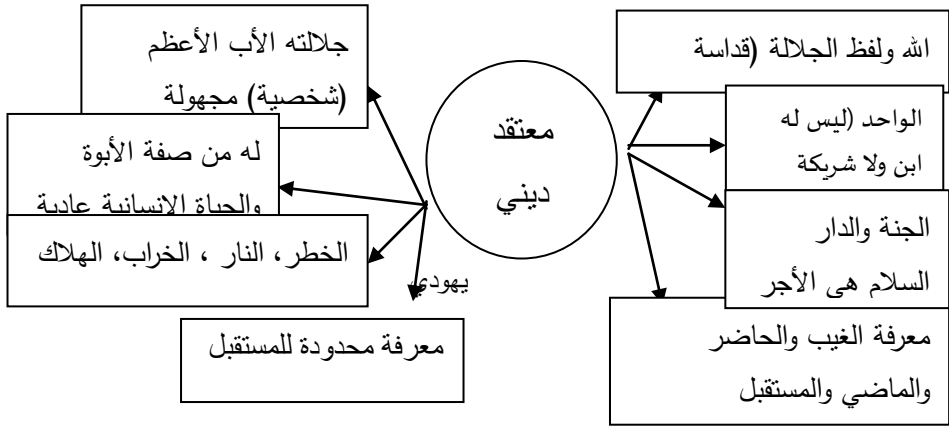 الله ولفظ الجلالة (قداسة
الواحد (ليس له
ابن ولا شريكة
الجنة والدار
السلام هى الأجر
معرفة الغيب والحاضر
والماضي والمستقبل
معتقد
ديني
جلالته الأب الأعظم
(شخصية) مجهولة
له من صفة الأبوة
والحياة الإنسانية عادية
الخطر، النار ، الخراب، الهلاك
يهودي
معرفة محدودة للمستقبل